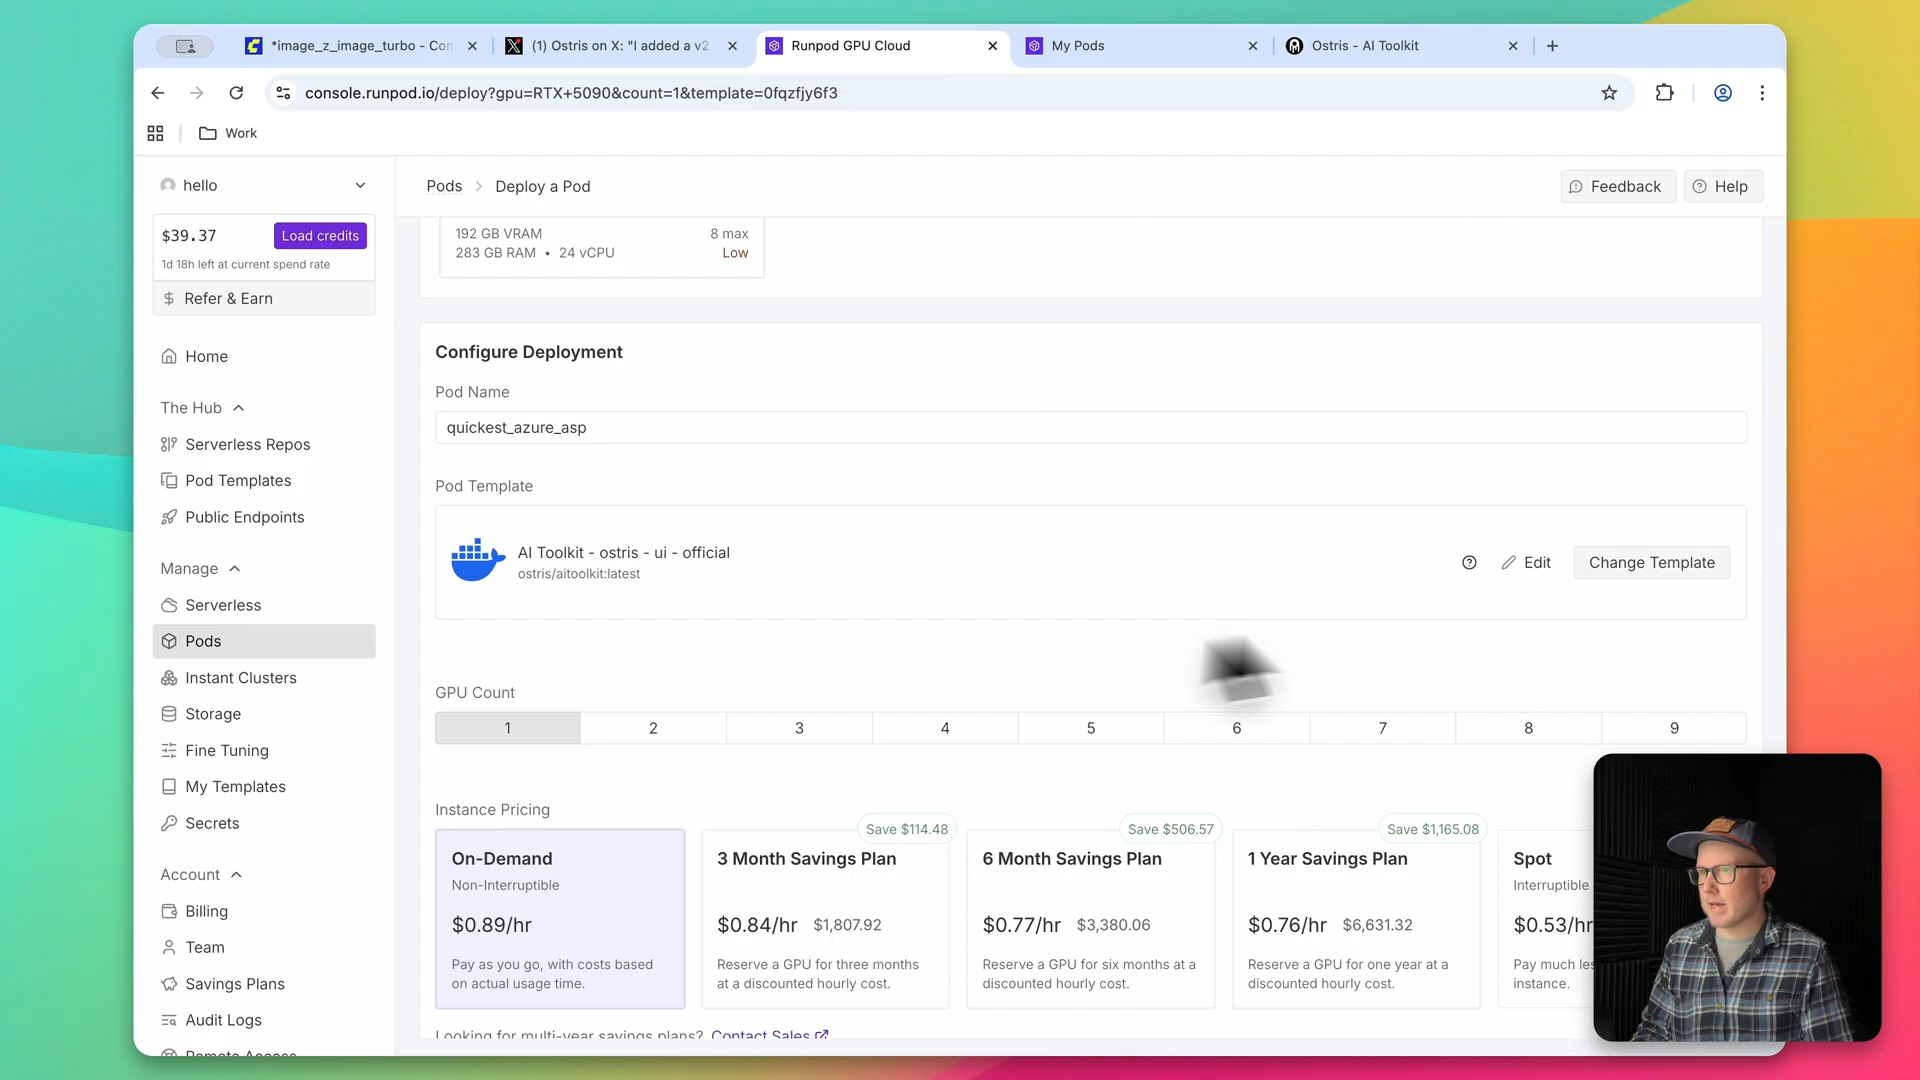 *image_z_image_turbo - Con
(1) Ostris on X: "I added a v2
Runpod GPU Cloud
My Pods
Ostris - AI Toolkit
console.runpod.io/deploy?gpu=RTX+5090&count=1&template=0fqzfjy6f3
Work
hello
$39.37
Load credits
1d 18h left at current spend rate
Refer & Earn
Home
The Hub
Serverless Repos
Pod Templates
Public Endpoints
Manage
Serverless
Pods
Instant Clusters
Storage
Fine Tuning
My Templates
Secrets
Account
Billing
Team
Savings Plans
Audit Logs
Remote Access
Pods > Deploy a Pod
Feedback
Help
192 GB VRAM
8 max
283 GB RAM • 24 vCPU
Low
Configure Deployment
Pod Name
quickest_azure_asp
Pod Template
AI Toolkit - ostris - ui - official
ostris/aitoolkit:latest
Edit
Change Template
GPU Count
1 2 3 4 5 6 7 8 9
Instance Pricing
On-Demand
Non-Interruptible
$0.89/hr
Pay as you go, with costs based
on actual usage time.
Save $114.48
3 Month Savings Plan
$0.84/hr $1,807.92
Reserve a GPU for three months
at a discounted hourly cost.
Save $506.57
6 Month Savings Plan
$0.77/hr $3,380.06
Reserve a GPU for six months at a
discounted hourly cost.
Save $1,165.08
1 Year Savings Plan
$0.76/hr $6,631.32
Reserve a GPU for one year at a
discounted hourly cost.
Spot
Interruptible
$0.53/hr
Pay much les
instance.
Looking for multi-year savings plans? Contact Sales